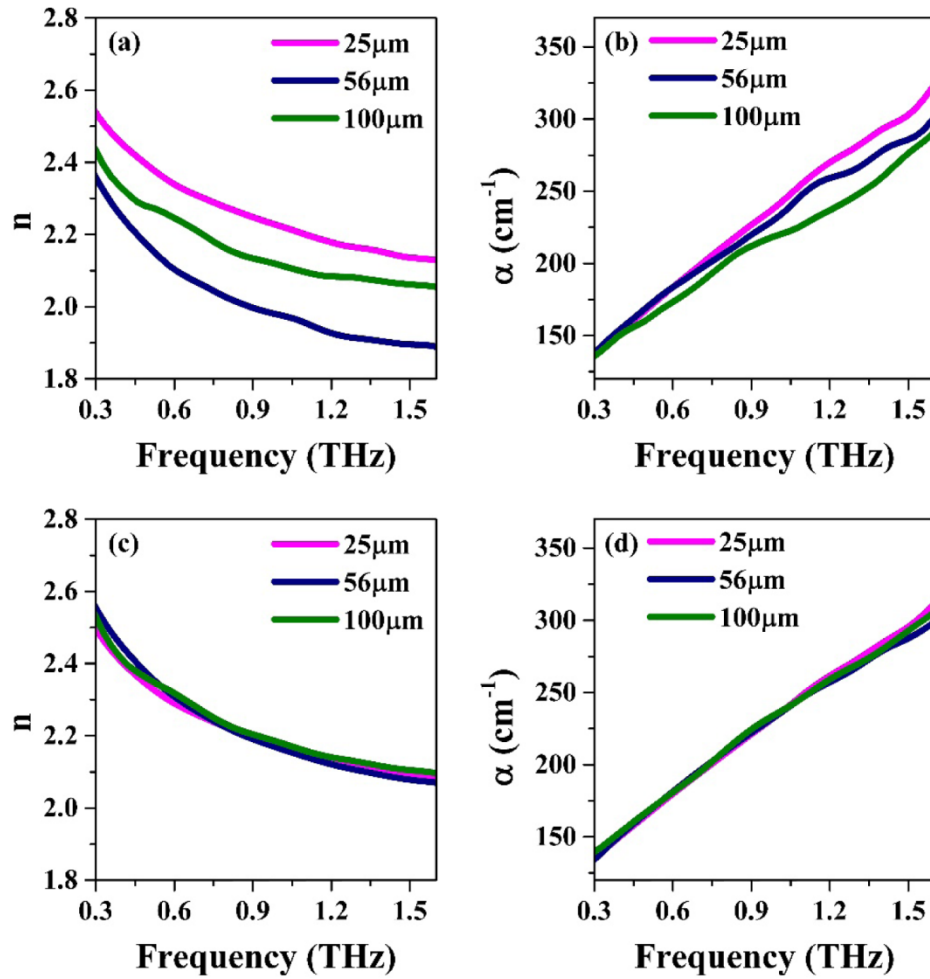 (a)
25μm
56μm
100μm
n
2.8
2.6
2.4
2.2
2.0
1.8
0.3 0.6 0.9 1.2 1.5
Frequency (THz)
(b)
25μm
56μm
100μm
α (cm-1)
350
300
250
200
150
0.3 0.6 0.9 1.2 1.5
Frequency (THz)
(c)
25μm
56μm
100μm
n
2.8
2.6
2.4
2.2
2.0
1.8
0.3 0.6 0.9 1.2 1.5
Frequency (THz)
(d)
25μm
56μm
100μm
α (cm-1)
350
300
250
200
150
0.3 0.6 0.9 1.2 1.5
Frequency (THz)